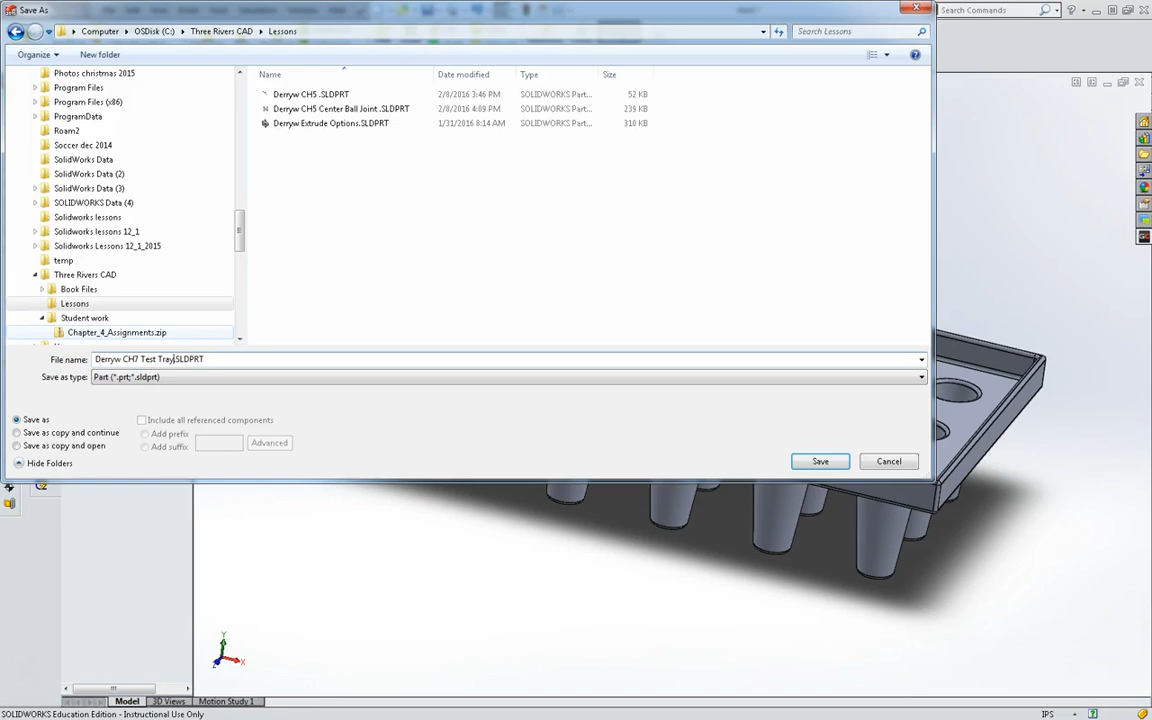 Save As
Search Commands
Computer OSDisk (C:) Three Rivers CAD Lessons
Search Lessons
Organize New folder
Photos christmas 2015
Program Files
Program Files (x86)
ProgramData
Roam2
Soccer dec 2014
SolidWorks Data
SolidWorks Data (2)
SolidWorks Data (3)
SOLIDWORKS Data (4)
Solidworks lessons
Solidworks lessons 12_1
Solidworks Lessons 12_1_2015
temp
Three Rivers CAD
Book Files
Lessons
Student work
Chapter_4_Assignments.zip
Name Date modified Type Size
Derryw CH5 .SLDPRT 2/8/2016 3:46 PM SOLIDWORKS Part... 52 KB
Derryw CH5 Center Ball Joint .SLDPRT 2/8/2016 4:09 PM SOLIDWORKS Part... 239 KB
Derryw Extrude Options.SLDPRT 1/31/2016 8:14 AM SOLIDWORKS Part... 310 KB
File name: Derryw CH7 Test Tray.SLDPRT
Save as type: Part (*.prt;*.sldprt)
Save as
Save as copy and continue
Save as copy and open
Include all referenced components
Add prefix
Add suffix
Advanced
Hide Folders
Save
Cancel
Y
X
Z
Model 3D Views Motion Study 1
SOLIDWORKS Education Edition - Instructional Use Only
IPS